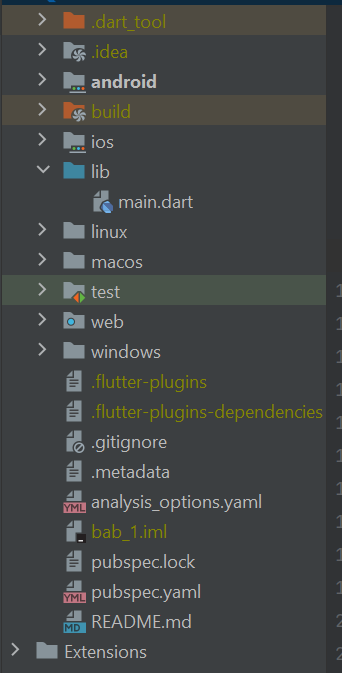 .dart_tool
.idea
android
build
ios
lib
main.dart
linux
macos
test
web
windows
.flutter-plugins
.flutter-plugins-dependencies
.gitignore
.metadata
YML analysis_options.yaml
bab_1.iml
pubspec.lock
YML pubspec.yaml
MD README.md
Extensions